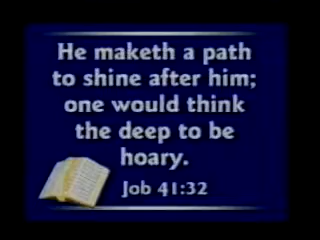 He maketh a path
to shine after him;
one would think
the deep to be
hoary.
Job 41:32